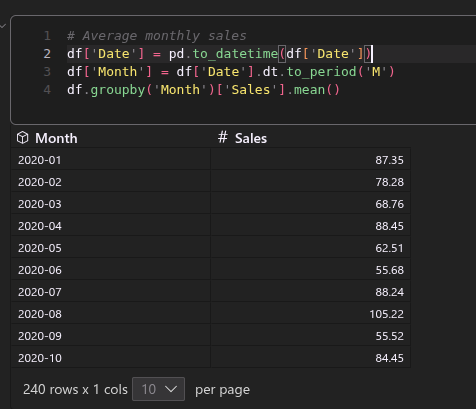 1 # Average monthly sales
2 df['Date'] = pd.to_datetime(df['Date'])
3 df['Month'] = df['Date'].dt.to_period('M')
4 df.groupby('Month')['Sales'].mean()
Month # Sales
2020-01 87.35
2020-02 78.28
2020-03 68.76
2020-04 88.45
2020-05 62.51
2020-06 55.68
2020-07 88.24
2020-08 105.22
2020-09 55.52
2020-10 84.45
240 rows x 1 cols 10 per page